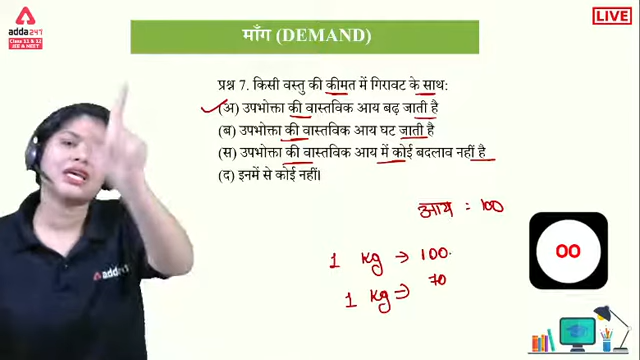 adda247
Class 11 & 12
JEE & NEET
माँग (DEMAND)
LIVE
प्रश्न 7. किसी वस्तु की कीमत में गिरावट के साथ:
(अ) उपभोक्ता की वास्तविक आय बढ़ जाती है
(ब) उपभोक्ता की वास्तविक आय घट जाती है
(स) उपभोक्ता की वास्तविक आय में कोई बदलाव नहीं है
(द) इनमें से कोई नहीं।
आय = 100
1 kg → 100
1 kg → 70
00
adda247